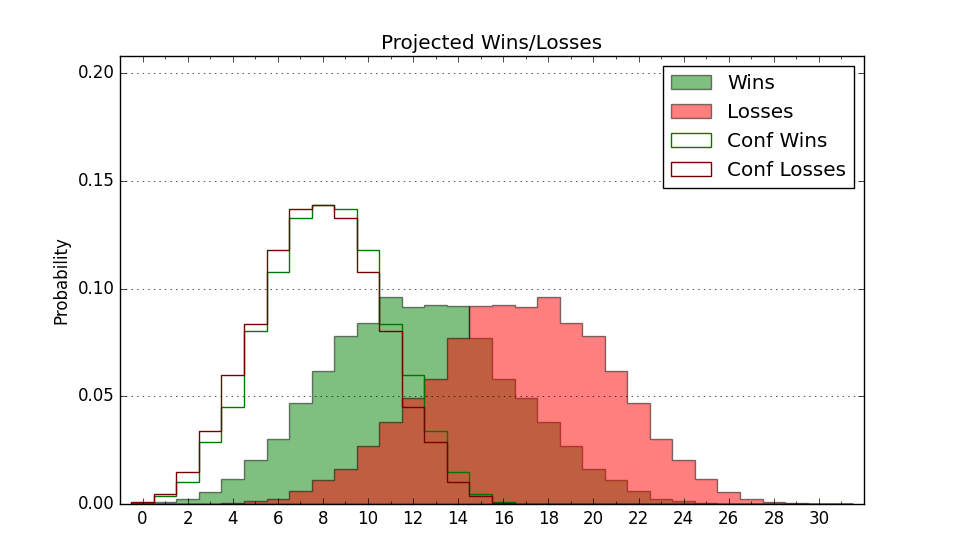 Projected Wins/Losses
Wins
Losses
Conf Wins
Conf Losses
Probability
0.20
0.15
0.10
0.05
0.00
0 2 4 6 8 10 12 14 16 18 20 22 24 26 28 30